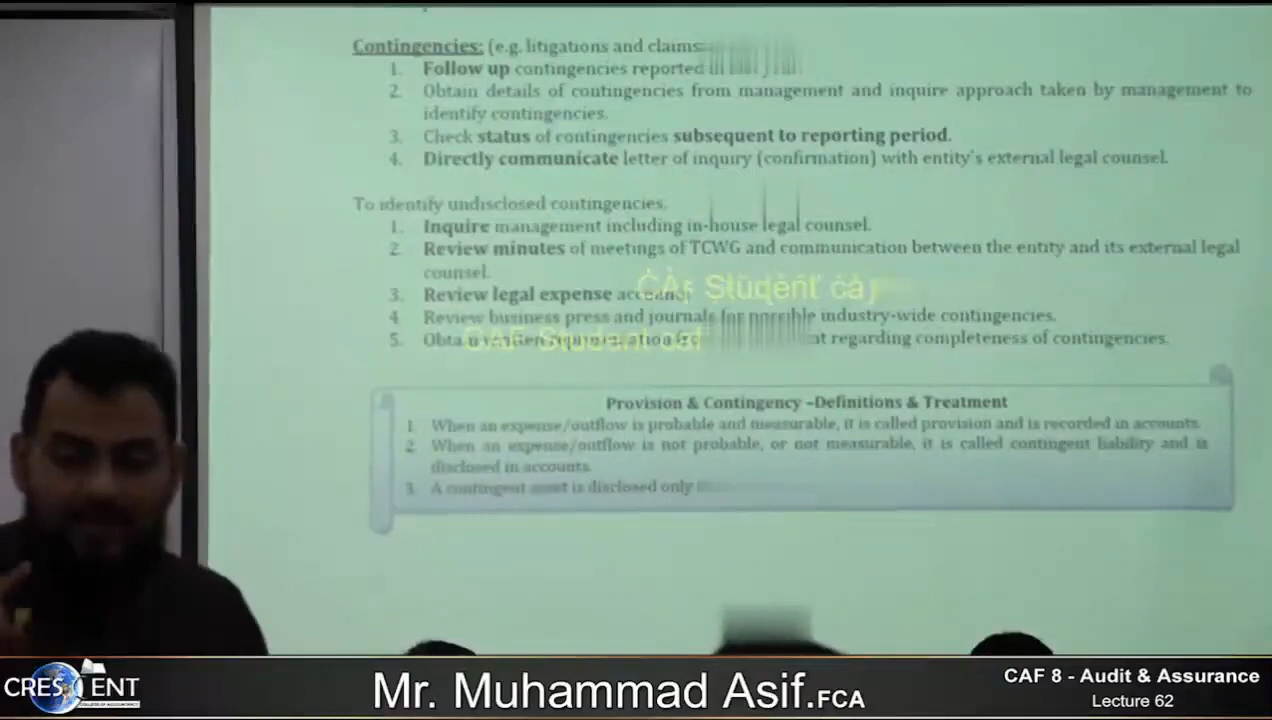 Contingencies: (e.g. litigations and claims
1. Follow up contingencies reported
2. Obtain details of contingencies from management and inquire approach taken by management to
identify contingencies.
3. Check status of contingencies subsequent to reporting period.
4. Directly communicate letter of inquiry (confirmation) with entity's external legal counsel.
To identify undisclosed contingencies.
1. Inquire management including in-house legal counsel.
2. Review minutes of meetings of TCWG and communication between the entity and its external legal
counsel.
3. Review legal expense
4. Review business press and journals for possible industry-wide contingencies.
5. regarding completeness of contingencies.
Provision & Contingency –Definitions & Treatment
1. When an expense/outflow is probable and measurable, it is called provision and is recorded in accounts.
2. When an expense/outflow is not probable, or not measurable, it is called contingent liability and is
disclosed in accounts.
3. A contingent asset is disclosed only
CRESCENT
COLLEGE OF ACCOUNTANCY
Mr. Muhammad Asif.FCA
CAF 8 - Audit & Assurance
Lecture 62